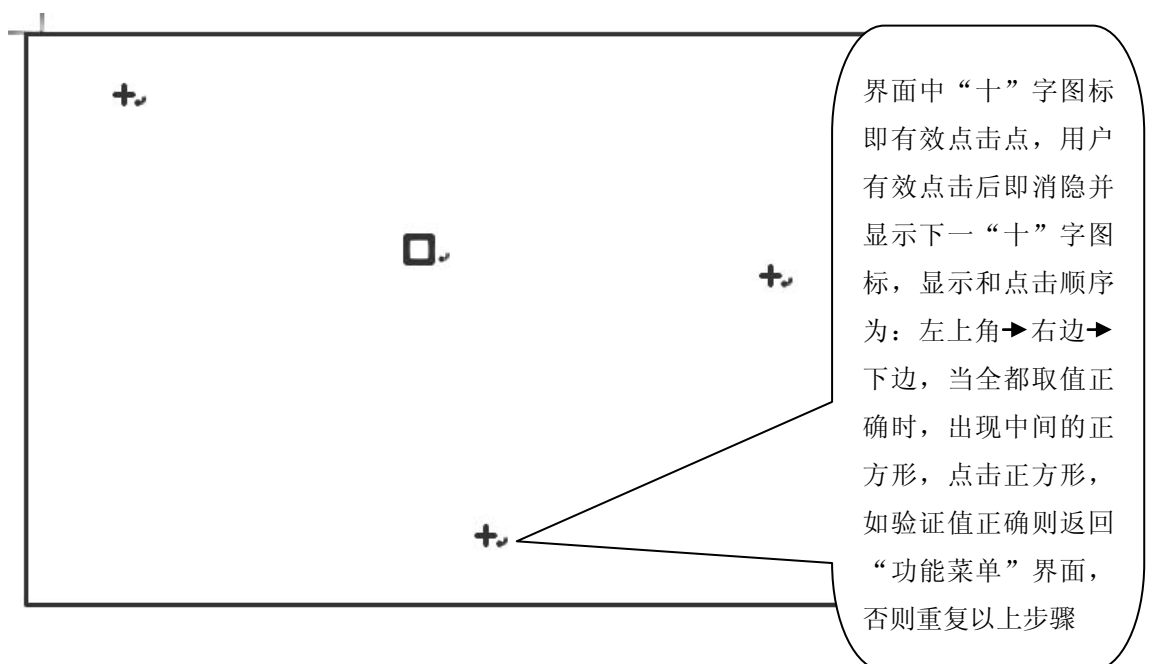 界面中“十”字图标
即有效点击点，用户
有效点击后即消隐并
显示下一“十”字图
标，显示和点击顺序
为：左上角➔右边➔
下边，当全都取值正
确时，出现中间的正
方形，点击正方形，
如验证值正确则返回
“功能菜单”界面，
否则重复以上步骤